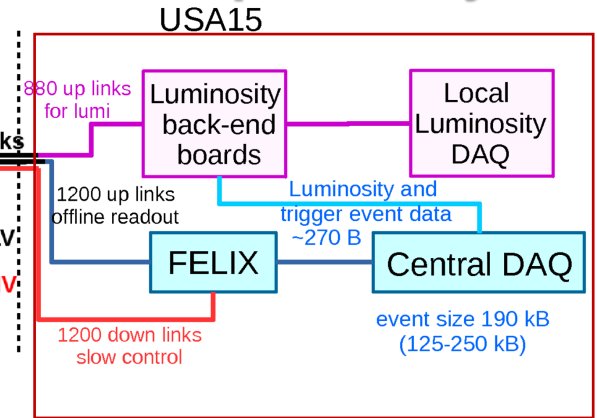 USA15
880 up links
for lumi
Luminosity
back-end
boards
Local
Luminosity
DAQ
ks
1200 up links
offline readout
Luminosity and
trigger event data
~270 B
FELIX
Central DAQ
1200 down links
slow control
event size 190 kB
(125-250 kB)